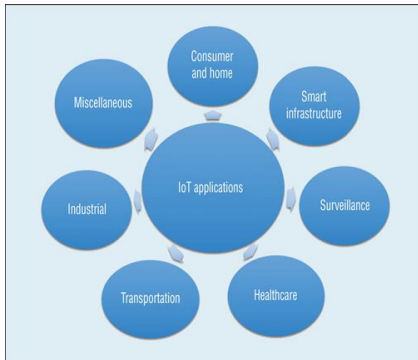 Consumer
and home
Smart
infrastructure
Surveillance
Healthcare
Transportation
Industrial
Miscellaneous
IoT applications